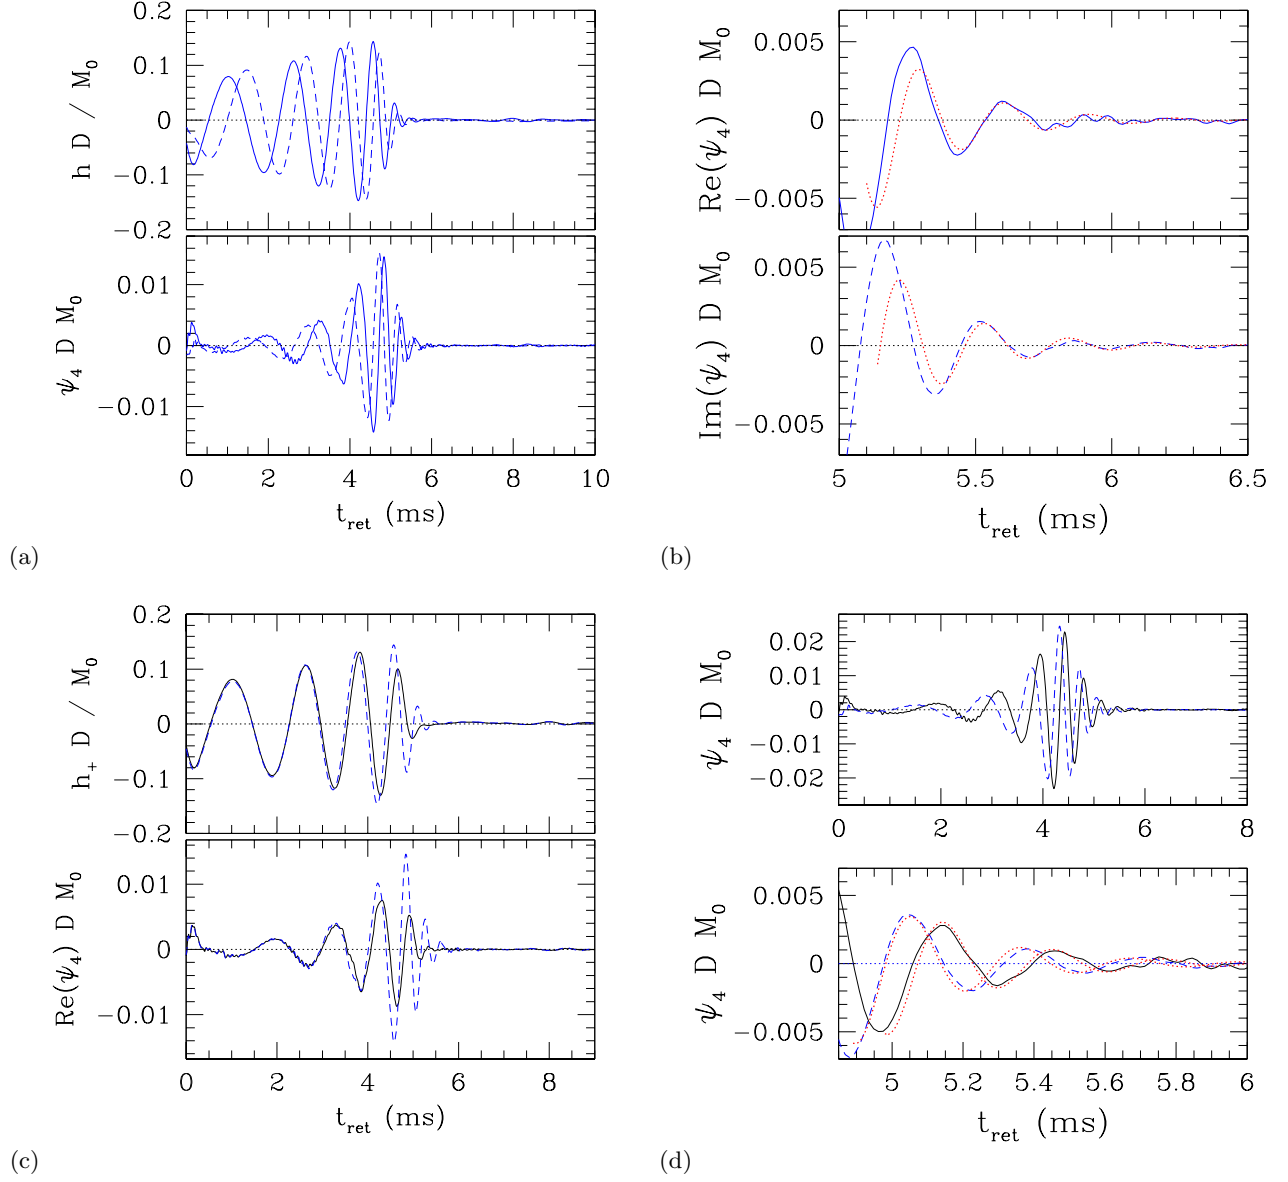 0.2
0.1
0
−0.1
−0.2
h D / M₀
0.01
0
−0.01
ψ₄ D M₀
0 2 4 6 8 10
t_ret (ms)
(a)
0.005
0
−0.005
Re(ψ₄) D M₀
0.005
0
−0.005
Im(ψ₄) D M₀
5 5.5 6 6.5
t_ret (ms)
(b)
0.2
0.1
0
−0.1
−0.2
h₊ D / M₀
0.01
0
−0.01
Re(ψ₄) D M₀
0 2 4 6 8
t_ret (ms)
(c)
0.02
0.01
0
−0.01
−0.02
ψ₄ D M₀
0 2 4 6 8
0.005
0
−0.005
ψ₄ D M₀
5 5.2 5.4 5.6 5.8 6
t_ret (ms)
(d)